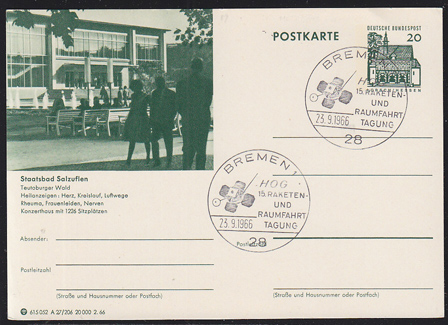 POSTKARTE
DEUTSCHE BUNDESPOST
20
BREMEN 1
HOG
15. RAKETEN-
UND
RAUMFAHRT
TAGUNG
23.9.1966
28
Staatsbad Salzuflen
Teutoburger Wald
Heilanzeigen: Herz, Kreislauf, Luftwege
Rheuma, Frauenleiden, Nerven
Konzerthaus mit 1226 Sitzplätzen
BREMEN 1
HOG
15. RAKETEN-
UND
RAUMFAHRT
TAGUNG
23.9.1966
28
Absender:
Postleitzahl
Postleitzahl
(Straße und Hausnummer oder Postfach)
(Straße und Hausnummer oder Postfach)
615 052 A 27/206 20 000 2. 66